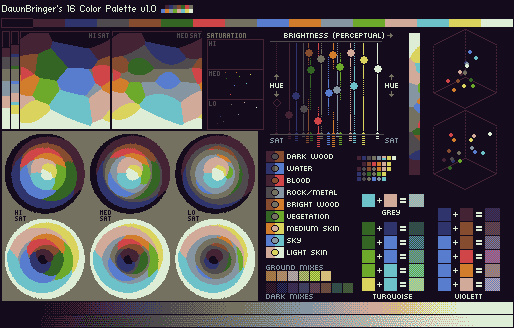 DawnBringer's 16 Color Palette v1.0
HI SAT
MED SAT
SATURATION
HI
MED
LO
BRIGHTNESS (PERCEPTUAL)
HUE
HUE
SAT
SAT
DARK WOOD
WATER
BLOOD
ROCK/METAL
BRIGHT WOOD
VEGETATION
MEDIUM SKIN
SKY
LIGHT SKIN
HI
SAT
MED
SAT
LO
SAT
GROUND MIXES
DARK MIXES
+ =
GREY
+ =
+ =
+ =
+ =
+ =
TURQUOISE
+ =
+ =
+ =
+ =
+ =
VIOLETT